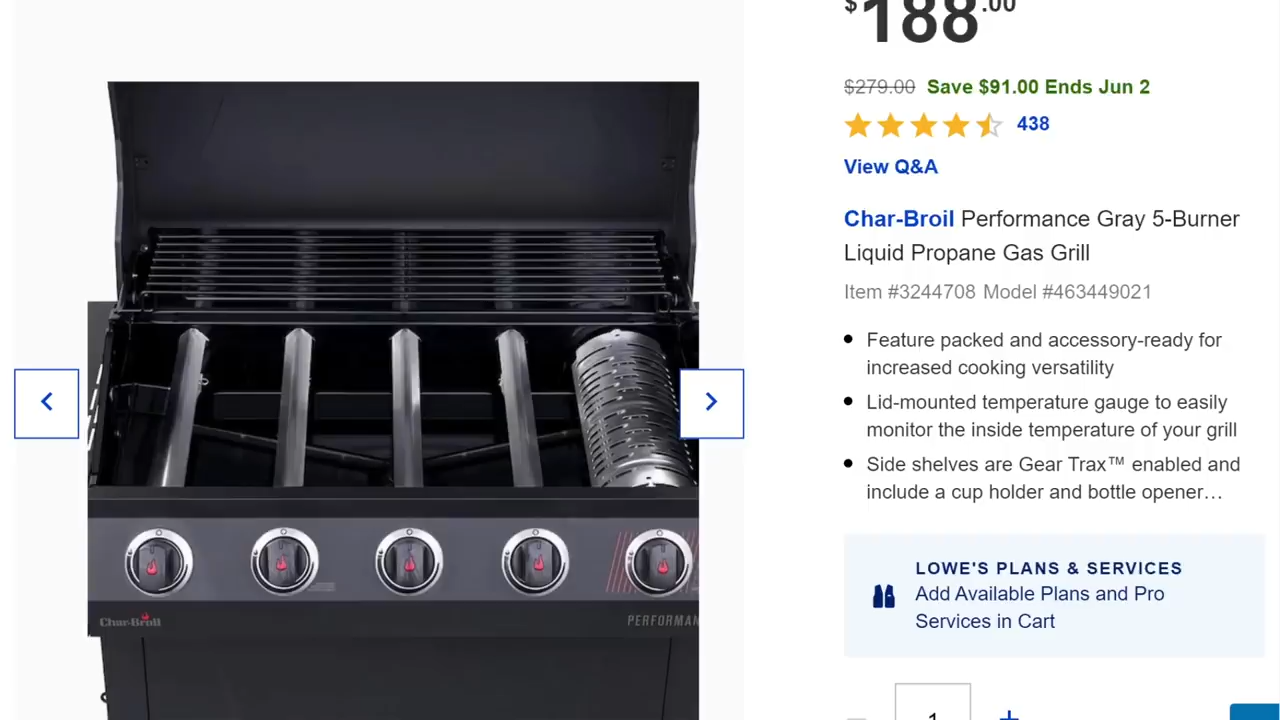 $188.00
$279.00 Save $91.00 Ends Jun 2
438
View Q&A
Char-Broil Performance Gray 5-Burner
Liquid Propane Gas Grill
Item #3244708 Model #463449021
Feature packed and accessory-ready for
increased cooking versatility
Lid-mounted temperature gauge to easily
monitor the inside temperature of your grill
Side shelves are Gear Trax™ enabled and
include a cup holder and bottle opener…
LOWE'S PLANS & SERVICES
Add Available Plans and Pro
Services in Cart
1
Char-Broil
PERFORMAN